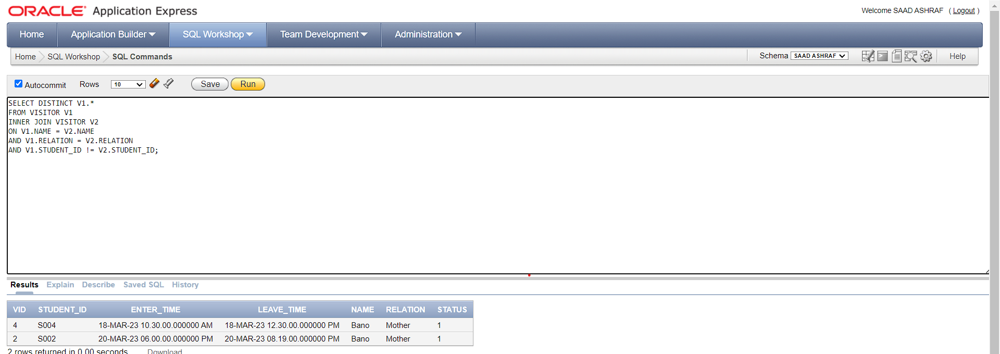 ORACLE Application Express
Welcome SAAD ASHRAF ( Logout )
Home Application Builder SQL Workshop Team Development Administration
Home SQL Workshop SQL Commands Schema SAAD ASHRAF Help
Autocommit Rows 10 Save Run
SELECT DISTINCT V1.*
FROM VISITOR V1
INNER JOIN VISITOR V2
ON V1.NAME = V2.NAME
AND V1.RELATION = V2.RELATION
AND V1.STUDENT_ID != V2.STUDENT_ID;
Results Explain Describe Saved SQL History
VID STUDENT_ID ENTER_TIME LEAVE_TIME NAME RELATION STATUS
4 S004 18-MAR-23 10.30.00.000000 AM 18-MAR-23 12.30.00.000000 PM Bano Mother 1
2 S002 20-MAR-23 06.00.00.000000 PM 20-MAR-23 08.19.00.000000 PM Bano Mother 1
2 rows returned in 0.00 seconds Download